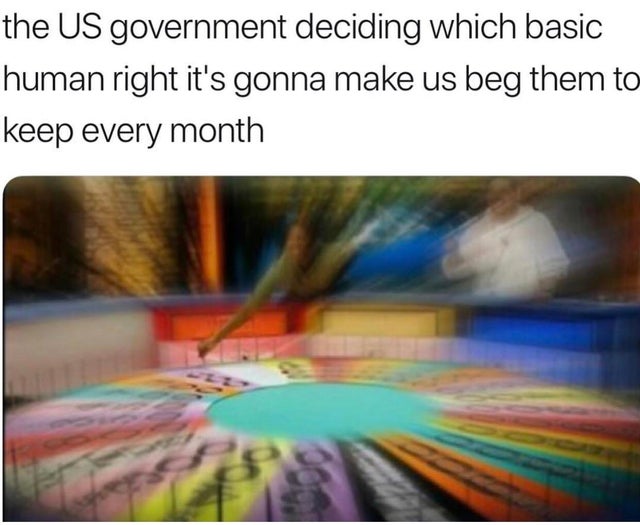 the US government deciding which basic
human right it's gonna make us beg them to
keep every month